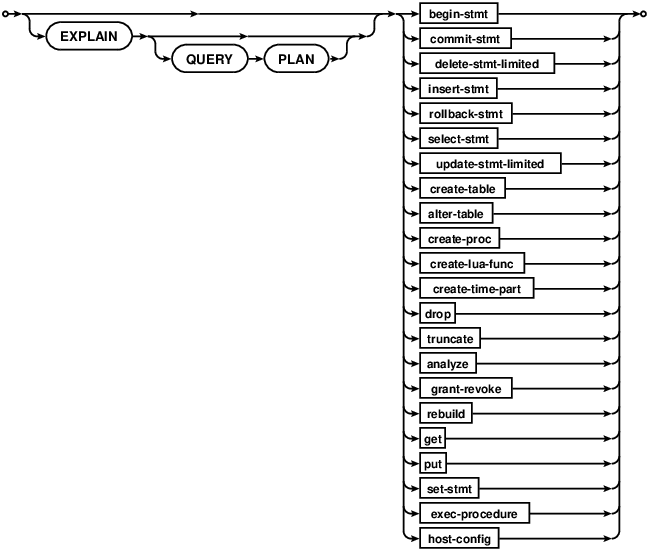 begin-stmt
EXPLAIN
commit-stmt
QUERY PLAN
delete-stmt-limited
insert-stmt
rollback-stmt
select-stmt
update-stmt-limited
create-table
alter-table
create-proc
create-lua-func
create-time-part
drop
truncate
analyze
grant-revoke
rebuild
get
put
set-stmt
exec-procedure
host-config